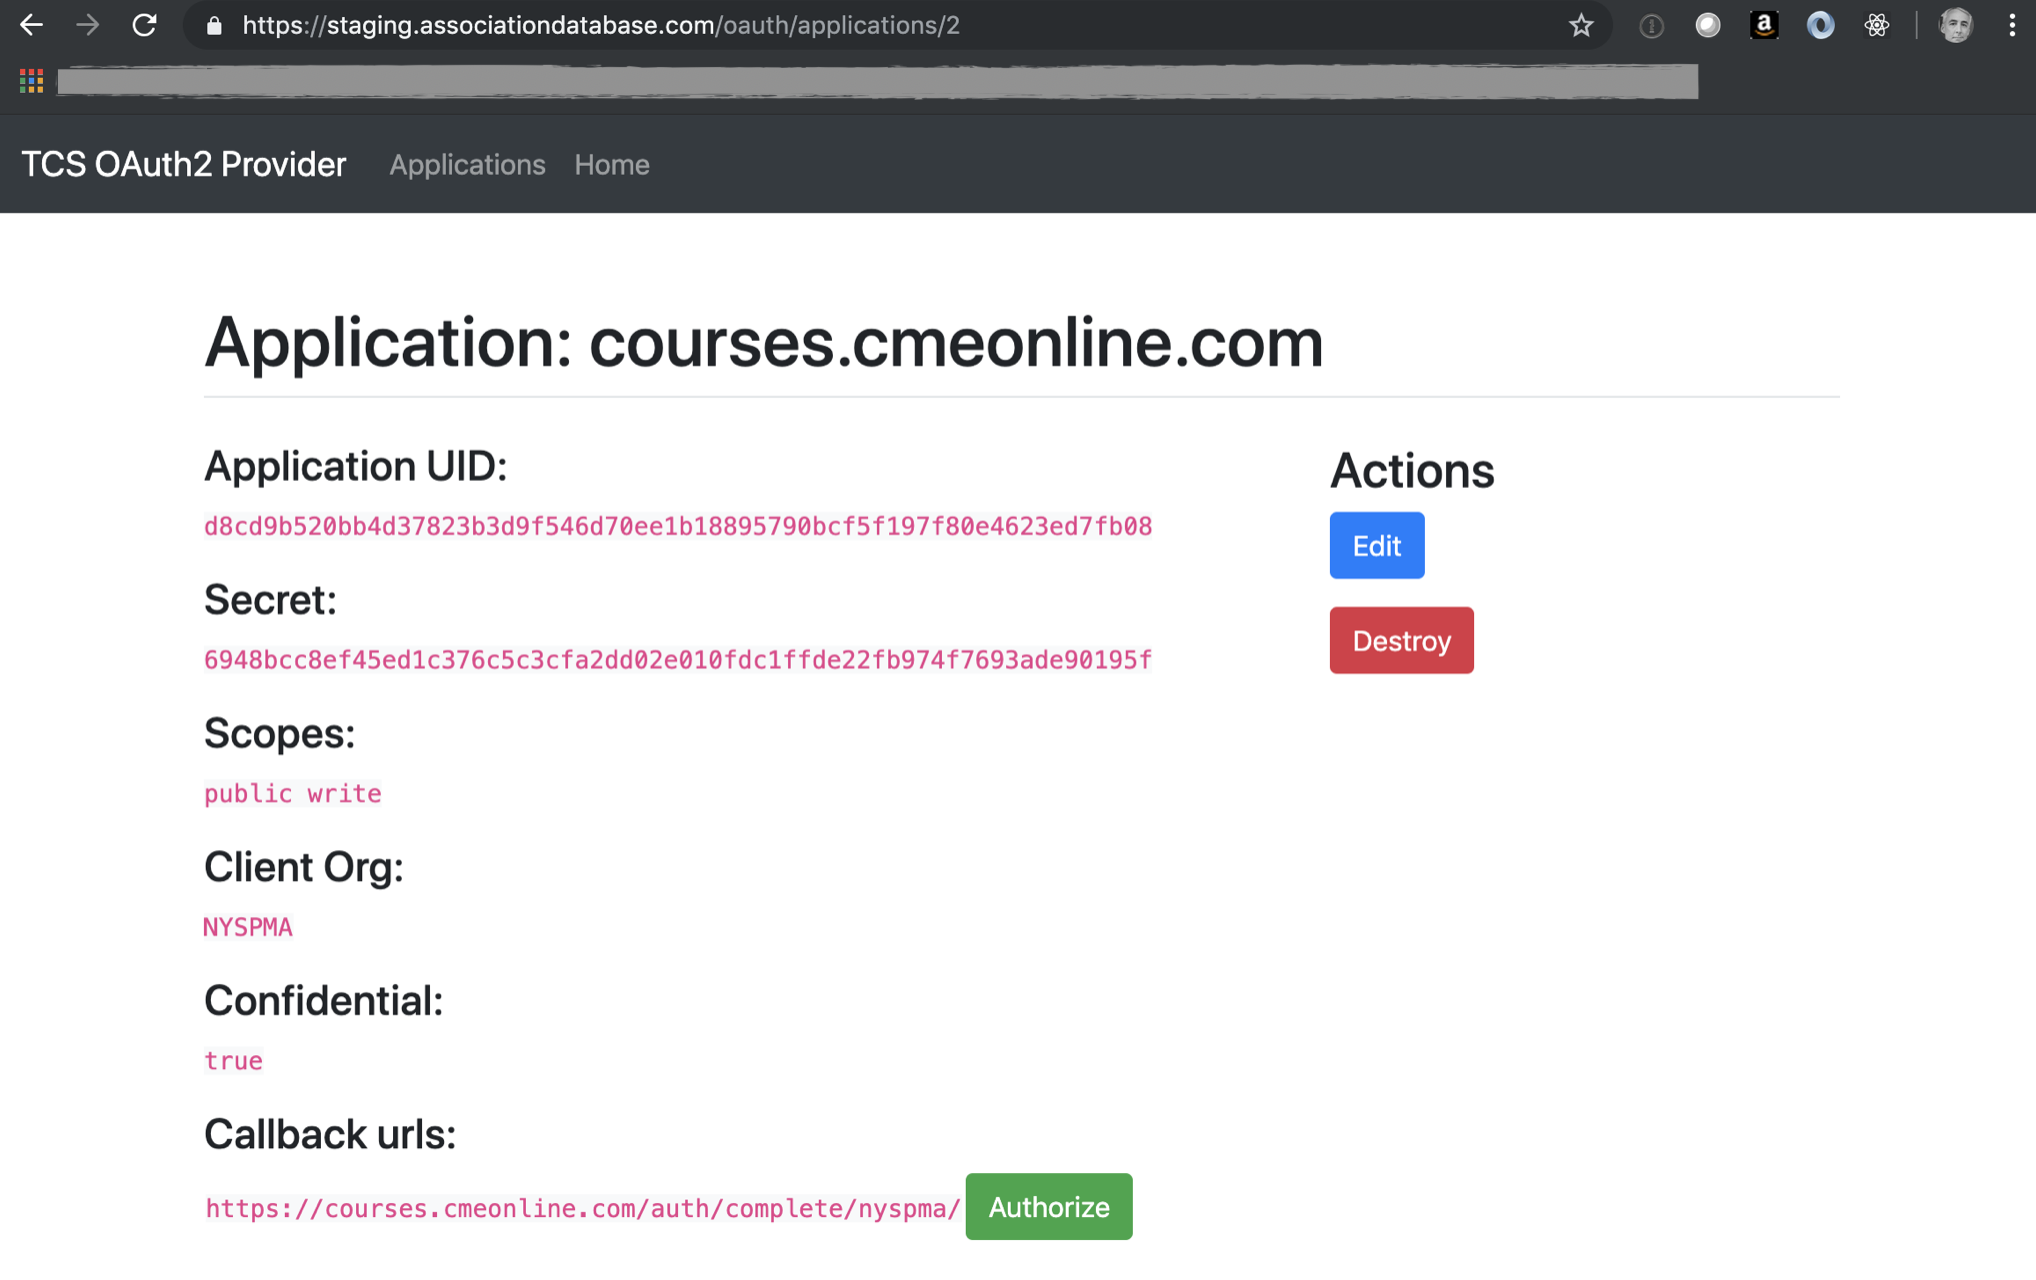 https://staging.associationdatabase.com/oauth/applications/2
TCS OAuth2 Provider Applications Home
Application: courses.cmeonline.com
Application UID:
d8cd9b520bb4d37823b3d9f546d70ee1b18895790bcf5f197f80e4623ed7fb08
Secret:
6948bcc8ef45ed1c376c5c3cfa2dd02e010fdc1ffde22fb974f7693ade90195f
Scopes:
public write
Client Org:
NYSPMA
Confidential:
true
Callback urls:
https://courses.cmeonline.com/auth/complete/nyspma/ Authorize
Actions
Edit
Destroy